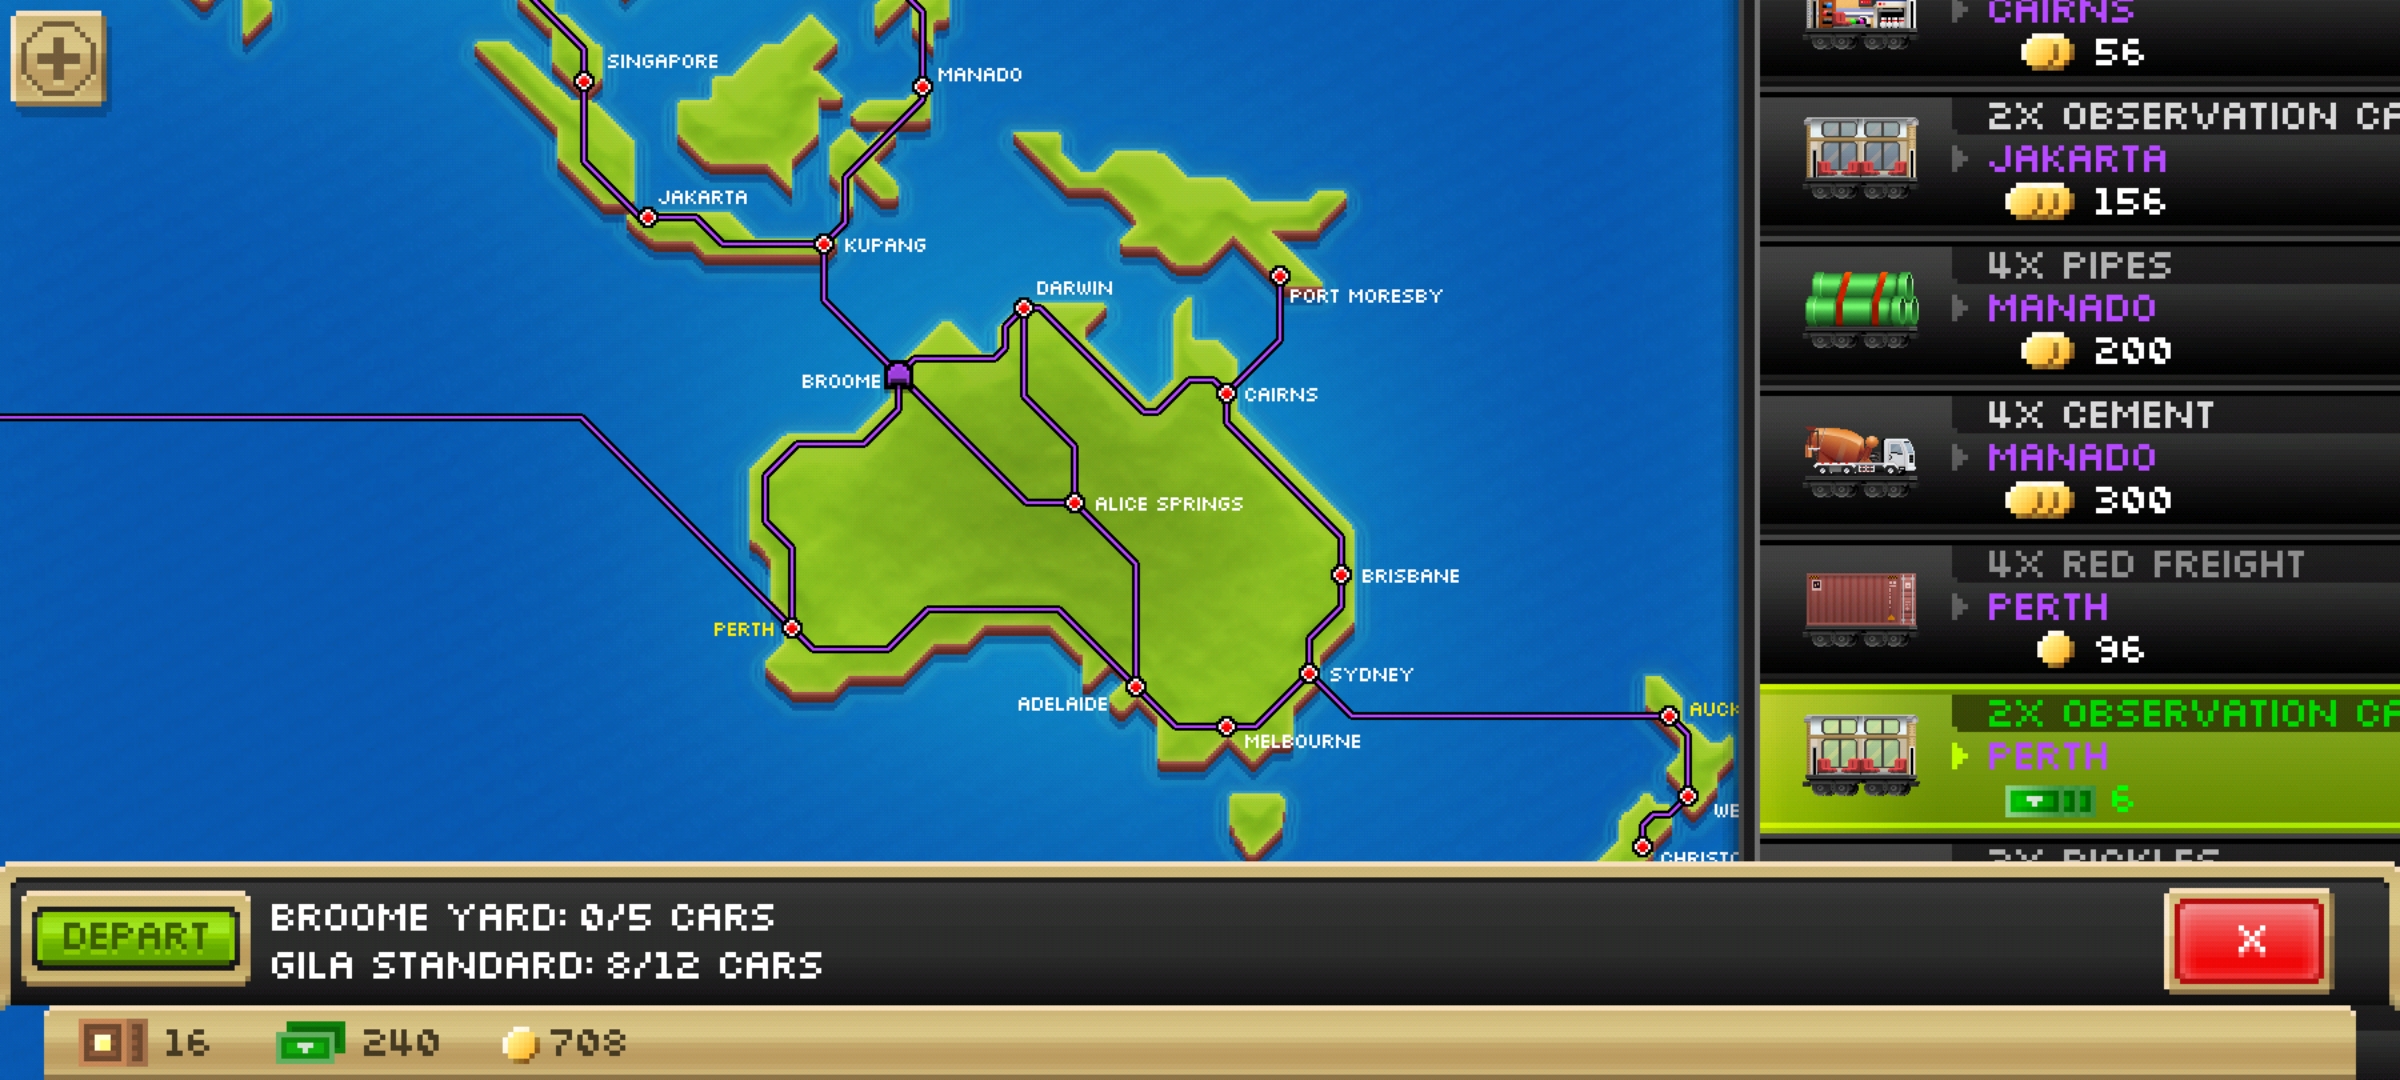 SINGAPORE
MANADO
JAKARTA
KUPANG
DARWIN
PORT MORESBY
BROOME
CAIRNS
ALICE SPRINGS
BRISBANE
PERTH
SYDNEY
ADELAIDE
AUCK
MELBOURNE
WE
CHRISTC
CAIRNS
56
2X OBSERVATION CA
JAKARTA
156
4X PIPES
MANADO
200
4X CEMENT
MANADO
300
4X RED FREIGHT
PERTH
96
2X OBSERVATION CA
PERTH
6
2X PICKLES
DEPART
BROOME YARD: 0/5 CARS
GILA STANDARD: 8/12 CARS
X
16 240 708